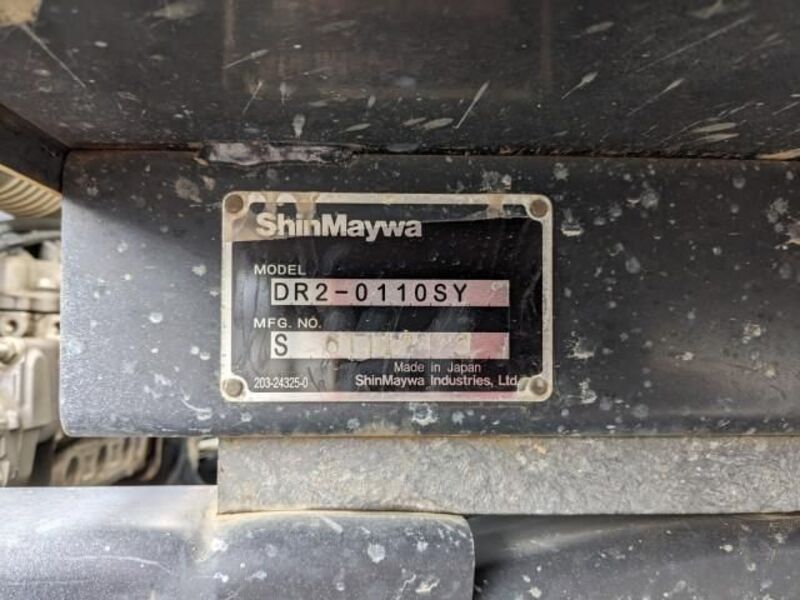 ShinMaywa
MODEL
DR2-0110SY
MFG. NO.
S
Made in Japan
203-24325-0 ShinMaywa Industries, Ltd.